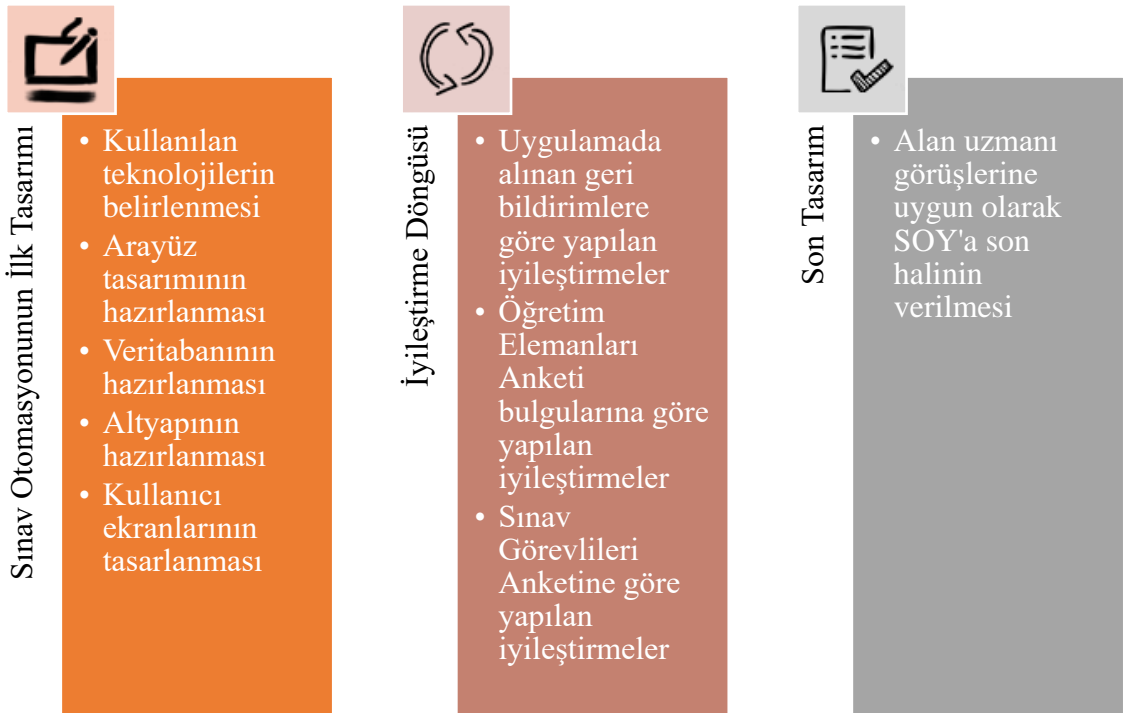 Sınav Otomasyonunun İlk Tasarımı
• Kullanılan
teknolojilerin
belirlenmesi
• Arayüz
tasarımının
hazırlanması
• Veritabanının
hazırlanması
• Altyapının
hazırlanması
• Kullanıcı
ekranlarının
tasarlanması
İyileştirme Döngüsü
• Uygulamada
alınan geri
bildirimlere
göre yapılan
iyileştirmeler
• Öğretim
Elemanları
Anketi
bulgularına göre
yapılan
iyileştirmeler
• Sınav
Görevlileri
Anketine göre
yapılan
iyileştirmeler
Son Tasarım
• Alan uzmanı
görüşlerine
uygun olarak
SOY'a son
halinin
verilmesi